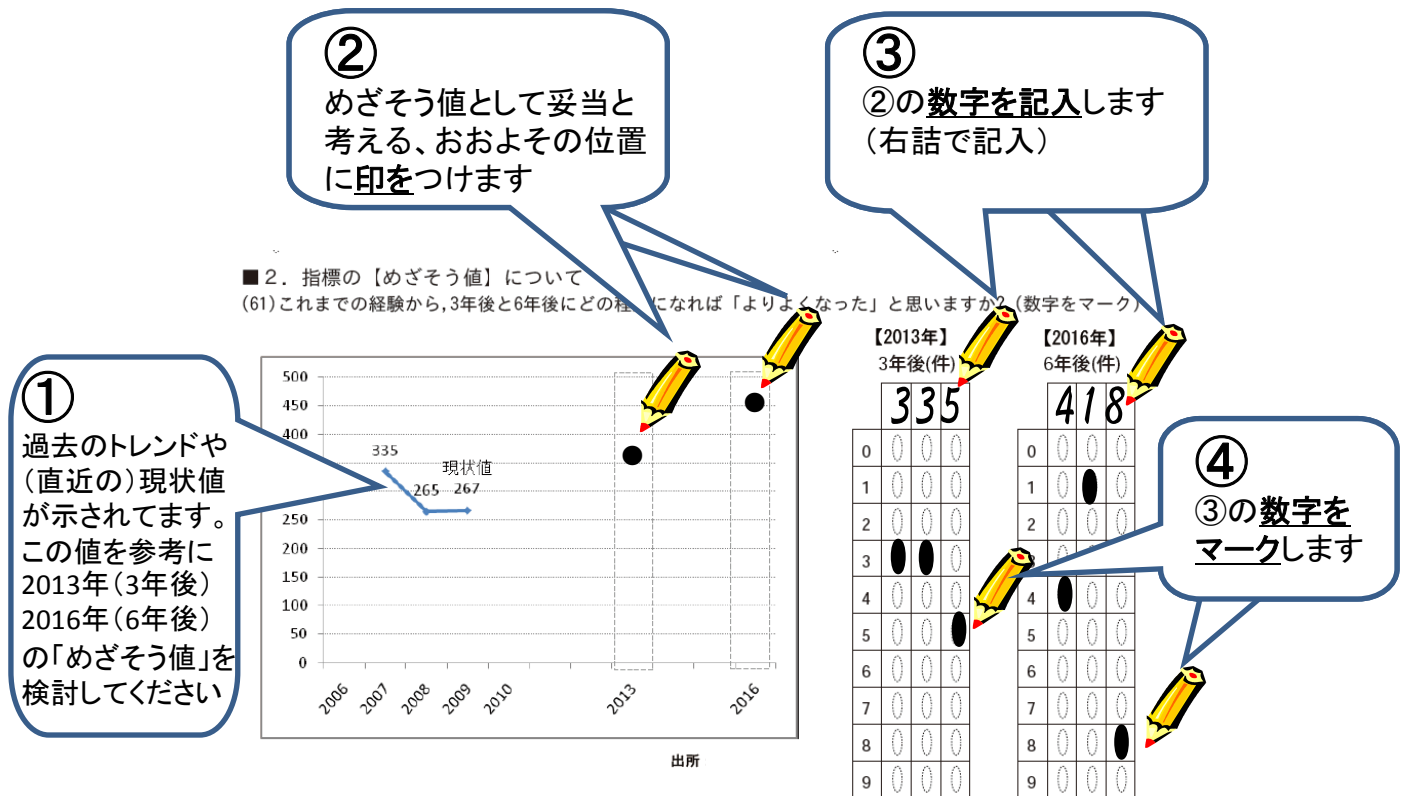 ②
めざそう値として妥当と
考える、おおよその位置
に印をつけます
③
②の数字を記入します
（右詰で記入）
■２．指標の【めざそう値】について
(61)これまでの経験から,3年後と6年後にどの程
になれば「よりよくなった」と思いますか?(数字をマーク)
①
過去のトレンドや
（直近の）現状値
が示されてます。
この値を参考に
2013年（3年後）
2016年（6年後）
の「めざそう値」を
検討してください
500
450
400
250
200
150
100
50
0
335
265
現状値
267
2006
2007
2008
2009
2010
2013
2016
出所
【2013年】
3年後(件)
335
0
1
2
3
4
5
6
7
8
9
【2016年】
6年後(件)
418
0
1
2
4
5
6
7
8
9
④
③の数字を
マークします